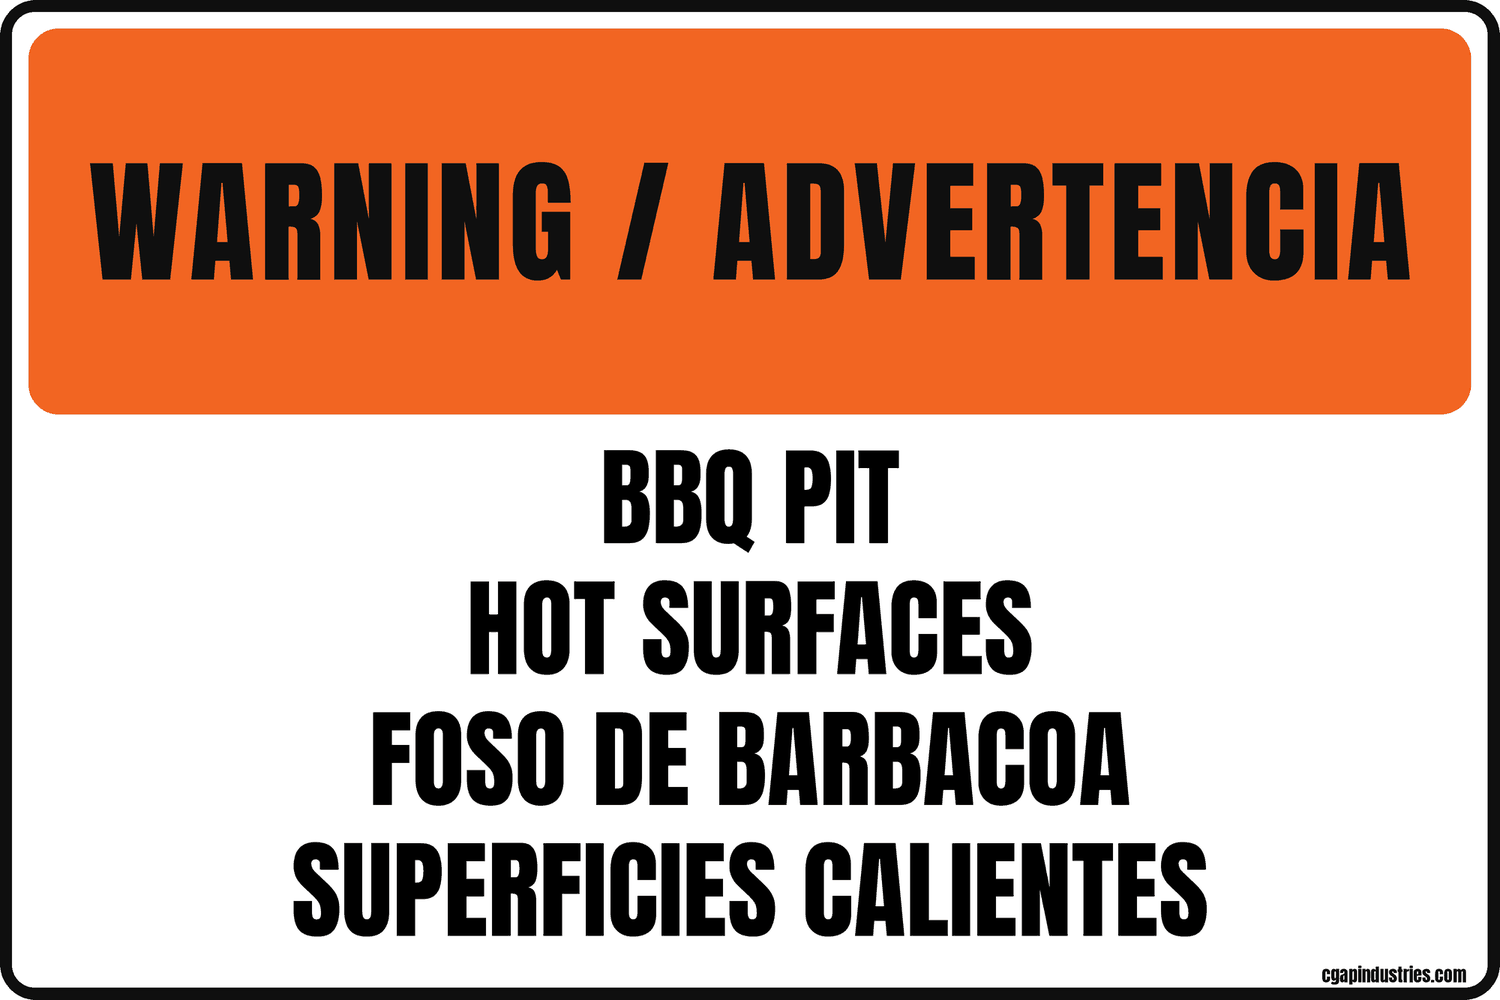 WARNING / ADVERTENCIA
BBQ PIT
HOT SURFACES
FOSO DE BARBACOA
SUPERFICIES CALIENTES
cgapindustries.com